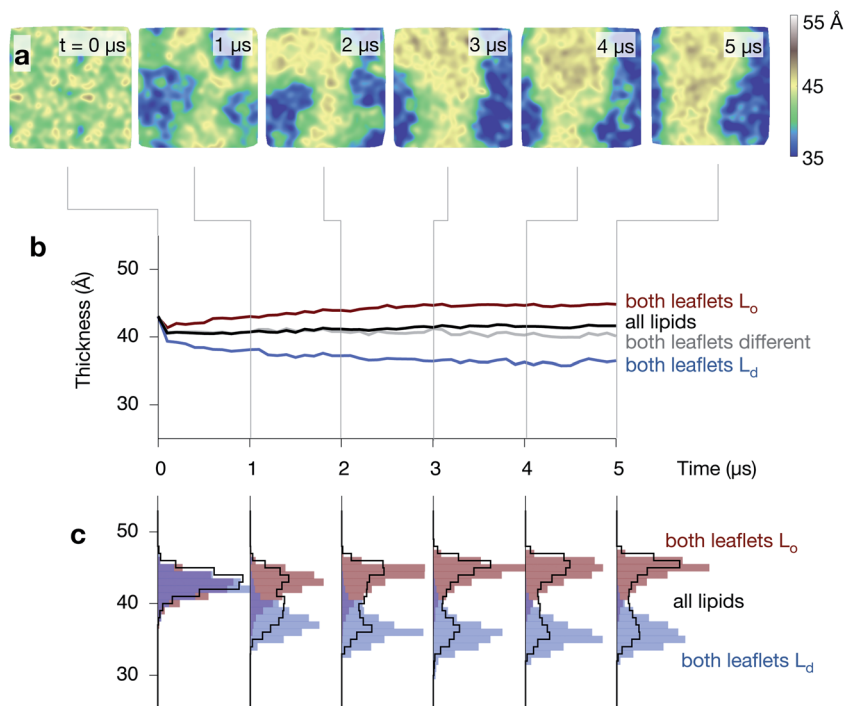 a
t = 0 µs
1 µs
2 µs
3 µs
4 µs
5 µs
55 Å
45
35
b
Thickness (Å)
50
40
30
both leaflets Lo
all lipids
both leaflets different
both leaflets Ld
0
1
2
3
4
5
Time (µs)
c
50
40
30
both leaflets Lo
all lipids
both leaflets Ld